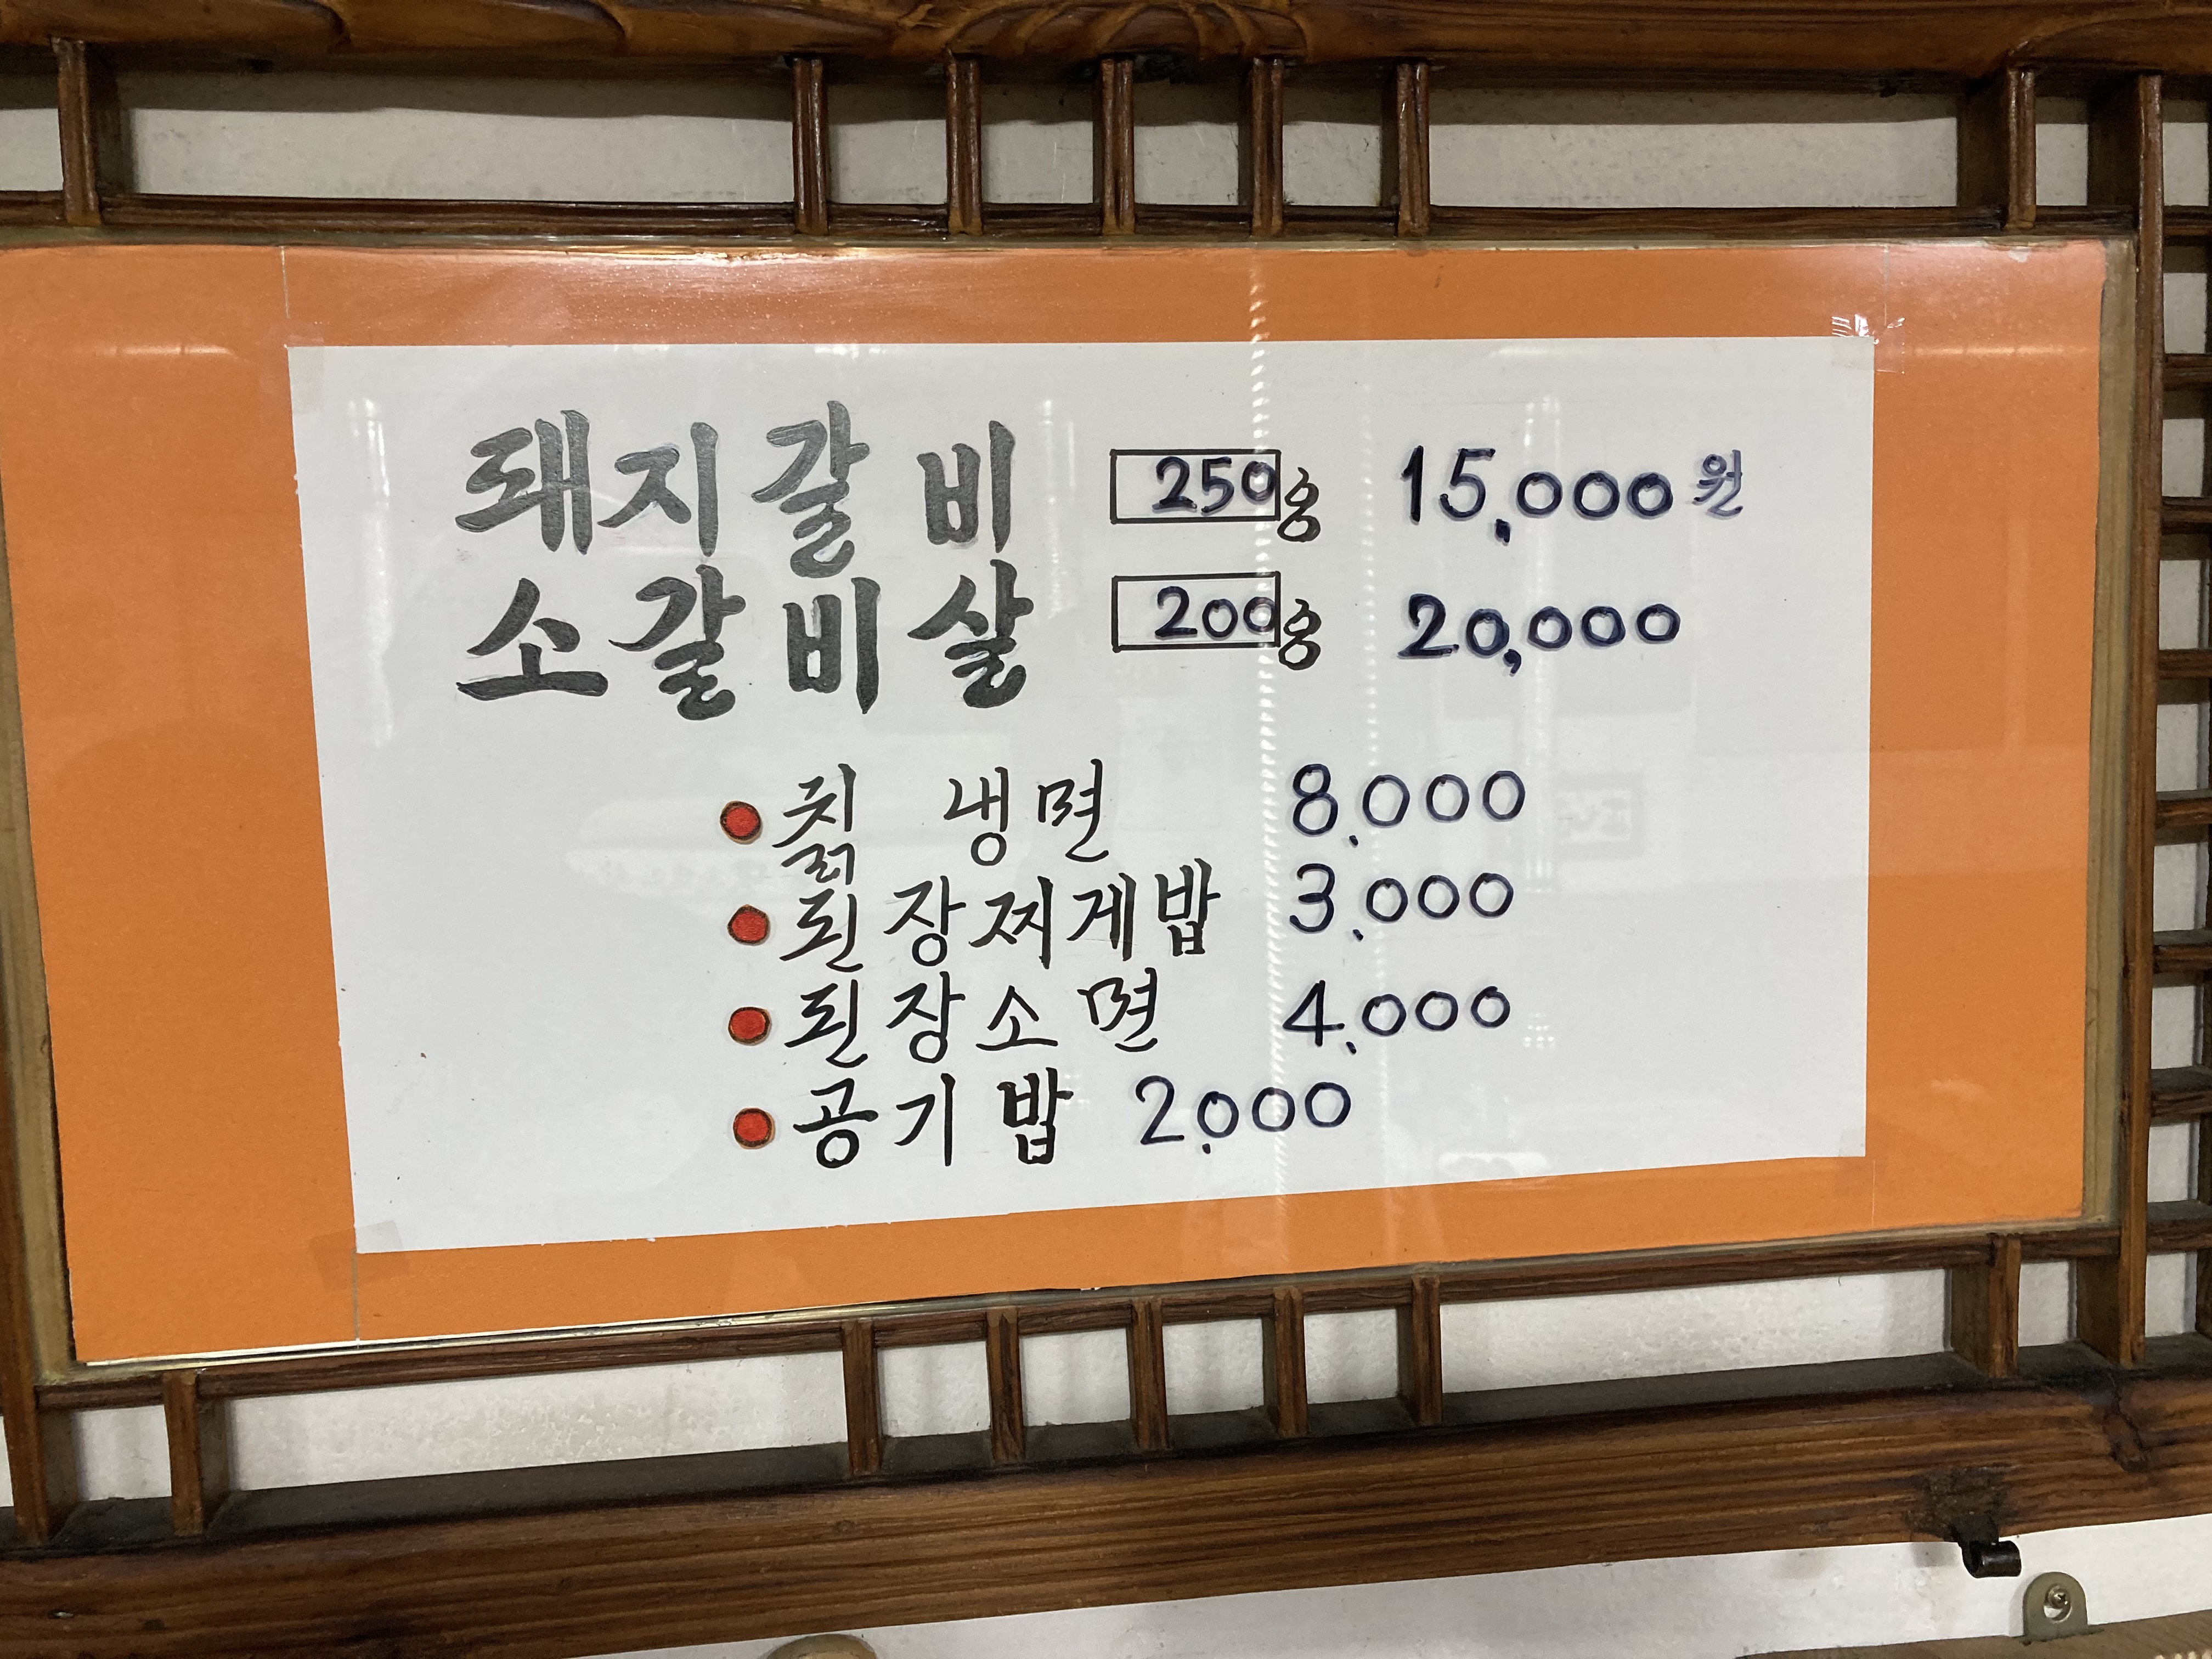 돼지갈비 250g 15,000원
소갈비살 200g 20,000
칡 냉면 8,000
된장찌게밥 3,000
된장소면 4,000
공기밥 2,000